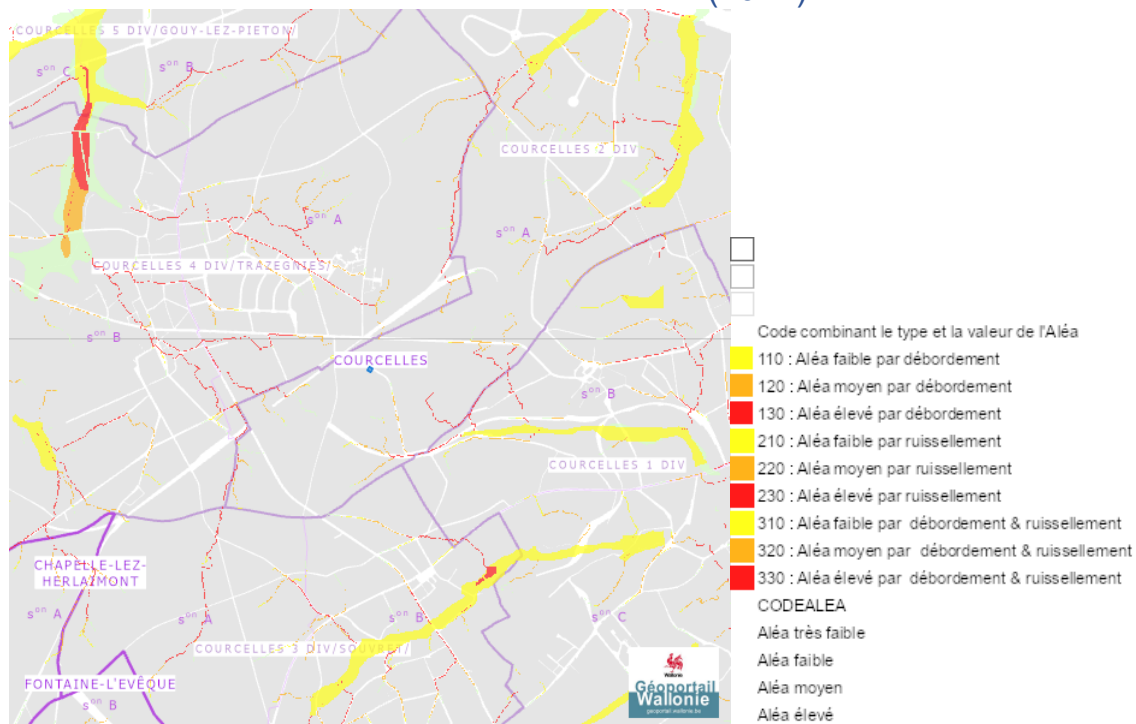 COURCELLES 5 DIV/GOUY-LEZ-PIETON/
sᵒⁿ C
sᵒⁿ B
COURCELLES 2 DIV
sᵒⁿ A
sᵒⁿ A
COURCELLES 4 DIV/TRAZEGNIES/
sᵒⁿ B
COURCELLES
sᵒⁿ B
COURCELLES 1 DIV
CHAPELLE-LEZ-
HERLAIMONT
sᵒⁿ A
sᵒⁿ A
sᵒⁿ B
sᵒⁿ C
COURCELLES 3 DIV/SOUVRET/
FONTAINE-L'EVÊQUE
sᵒⁿ B
Wallonie
Géoportail
Wallonie
geoportail.wallonie.be
Code combinant le type et la valeur de l'Aléa
110 : Aléa faible par débordement
120 : Aléa moyen par débordement
130 : Aléa élevé par débordement
210 : Aléa faible par ruissellement
220 : Aléa moyen par ruissellement
230 : Aléa élevé par ruissellement
310 : Aléa faible par débordement & ruissellement
320 : Aléa moyen par débordement & ruissellement
330 : Aléa élevé par débordement & ruissellement
CODEALEA
Aléa très faible
Aléa faible
Aléa moyen
Aléa élevé